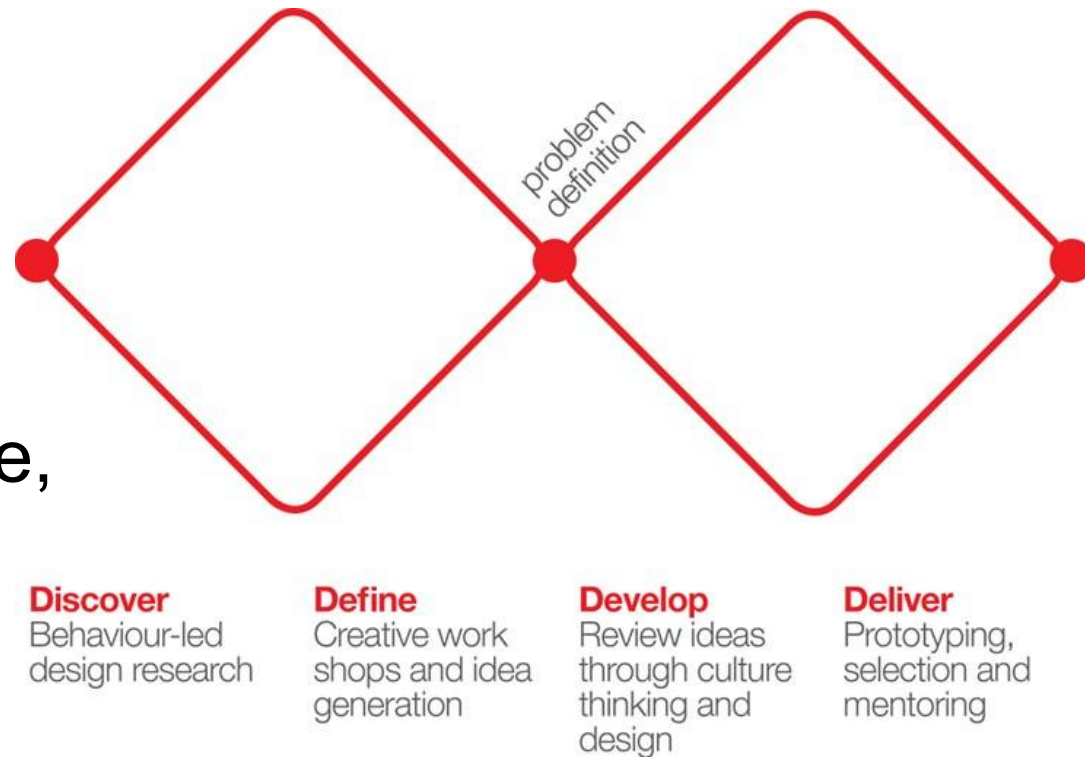 problem
definition
e,
Discover
Behaviour-led
design research
Define
Creative work
shops and idea
generation
Develop
Review ideas
through culture
thinking and
design
Deliver
Prototyping,
selection and
mentoring